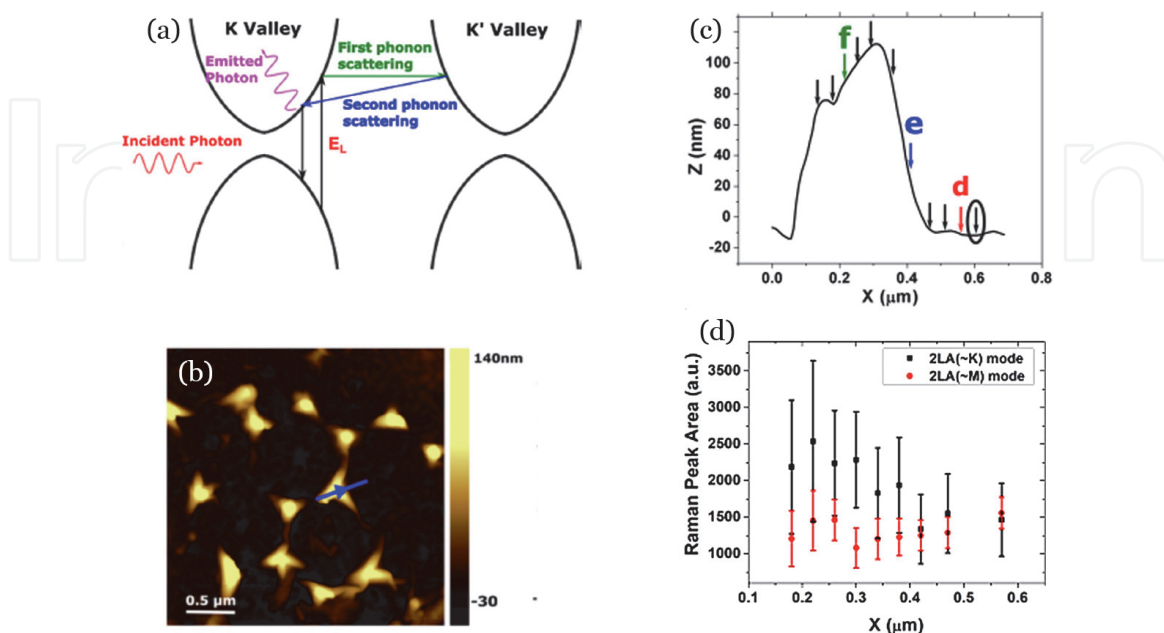 (a)
K Valley
K' Valley
Emitted
Photon
First phonon
scattering
Second phonon
scattering
Incident Photon
E_L
(b)
140nm
-30
0.5 μm
(c)
Z (nm)
100
80
60
40
20
0
-20
f
e
d
0.0 0.2 0.4 0.6 0.8
X (μm)
(d)
Raman Peak Area (a.u.)
3500
3000
2500
2000
1500
1000
2LA(~K) mode
2LA(~M) mode
0.1 0.2 0.3 0.4 0.5 0.6
X (μm)